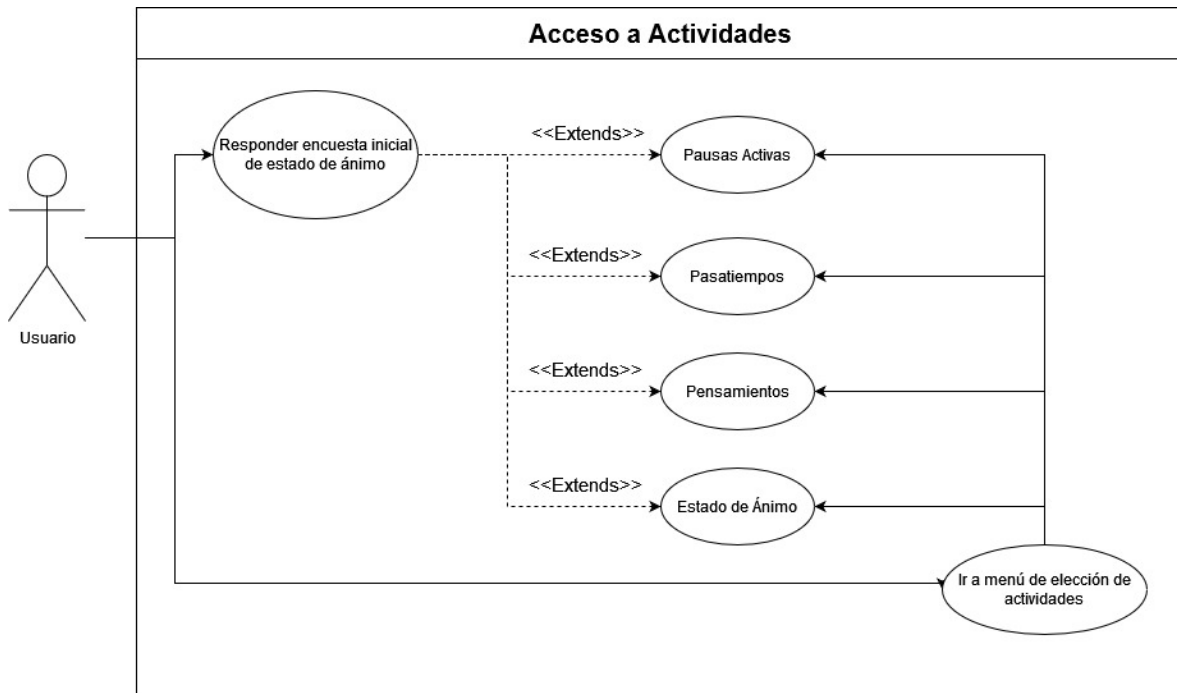 Acceso a Actividades
Responder encuesta inicial
de estado de ánimo
<<Extends>>
Pausas Activas
<<Extends>>
Pasatiempos
Usuario
<<Extends>>
Pensamientos
<<Extends>>
Estado de Ánimo
Ir a menú de elección de
actividades